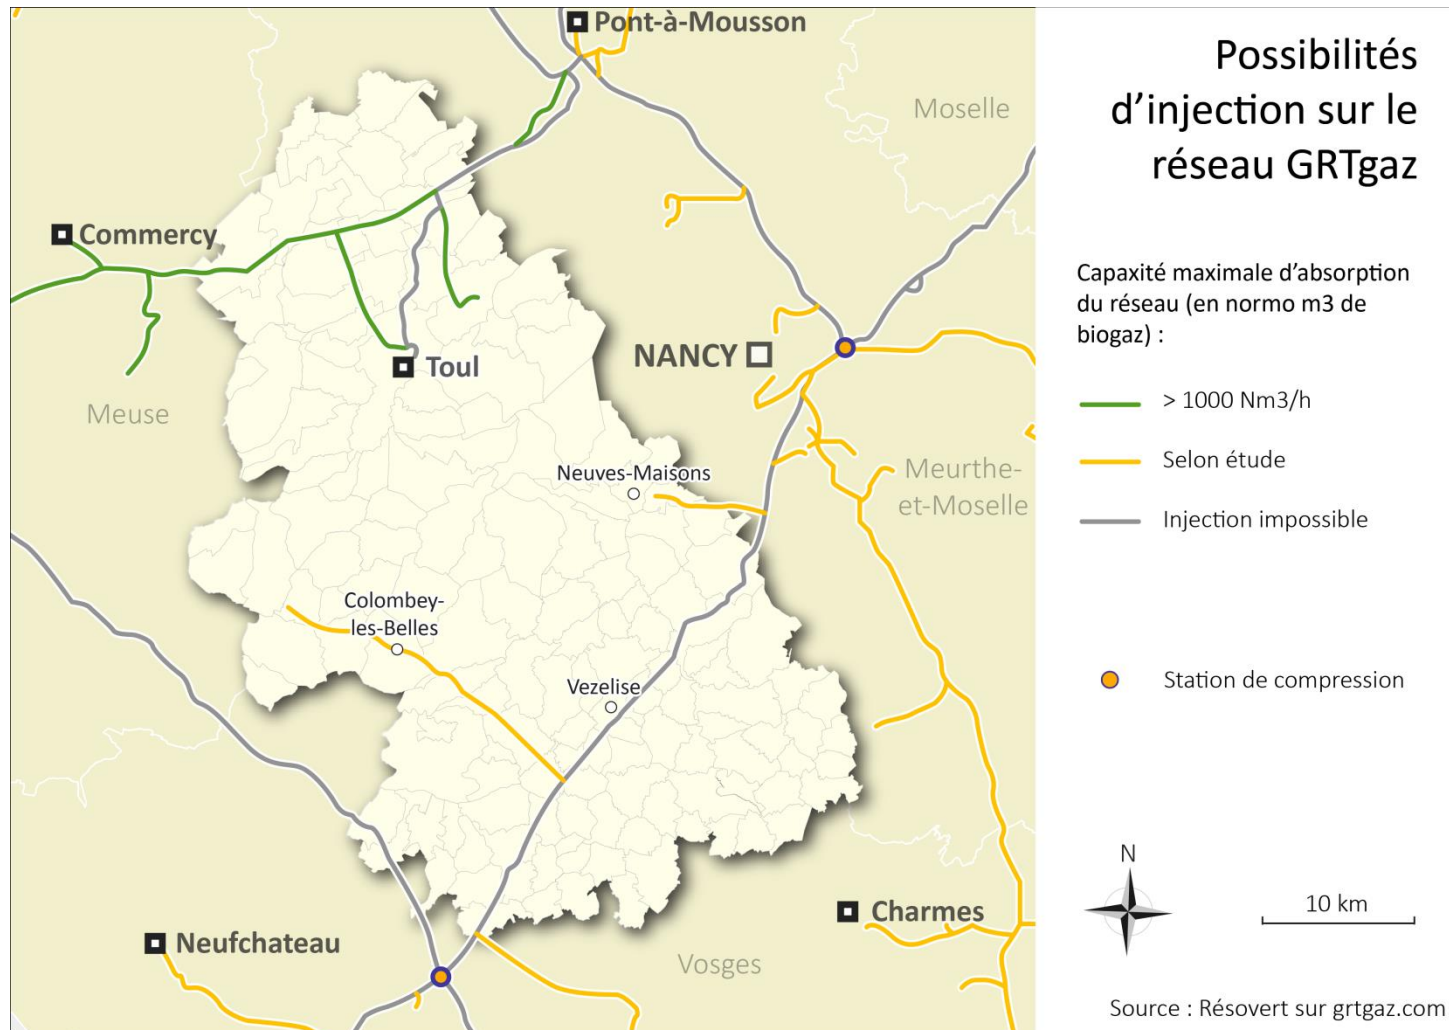 Possibilités
d'injection sur le
réseau GRTgaz
Capaxité maximale d'absorption
du réseau (en normo m3 de
biogaz) :
> 1000 Nm3/h
Selon étude
Injection impossible
Station de compression
N
10 km
Source : Résovert sur grtgaz.com
Pont-à-Mousson
Moselle
Commercy
NANCY
Toul
Meuse
Neuves-Maisons
Meurthe-
et-Moselle
Colombey-
les-Belles
Vezelise
Charmes
Neufchateau
Vosges